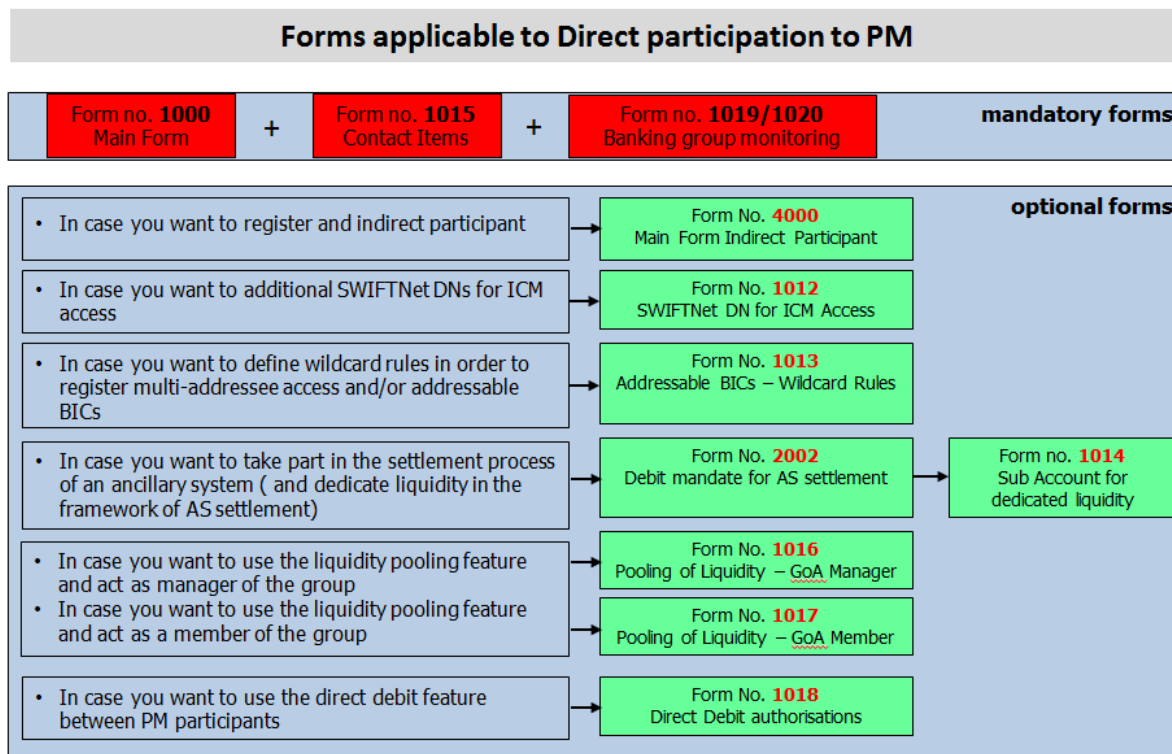 Forms applicable to Direct participation to PM
Form no. 1000
Main Form
+
Form no. 1015
Contact Items
+
Form no. 1019/1020
Banking group monitoring
mandatory forms
optional forms
• In case you want to register and indirect participant
Form No. 4000
Main Form Indirect Participant
• In case you want to additional SWIFTNet DNs for ICM
access
Form No. 1012
SWIFTNet DN for ICM Access
• In case you want to define wildcard rules in order to
register multi-addressee access and/or addressable
BICs
Form No. 1013
Addressable BICs – Wildcard Rules
• In case you want to take part in the settlement process
of an ancillary system ( and dedicate liquidity in the
framework of AS settlement)
Form No. 2002
Debit mandate for AS settlement
Form no. 1014
Sub Account for
dedicated liquidity
• In case you want to use the liquidity pooling feature
and act as manager of the group
• In case you want to use the liquidity pooling feature
and act as a member of the group
Form No. 1016
Pooling of Liquidity – GoA Manager
Form No. 1017
Pooling of Liquidity – GoA Member
• In case you want to use the direct debit feature
between PM participants
Form No. 1018
Direct Debit authorisations